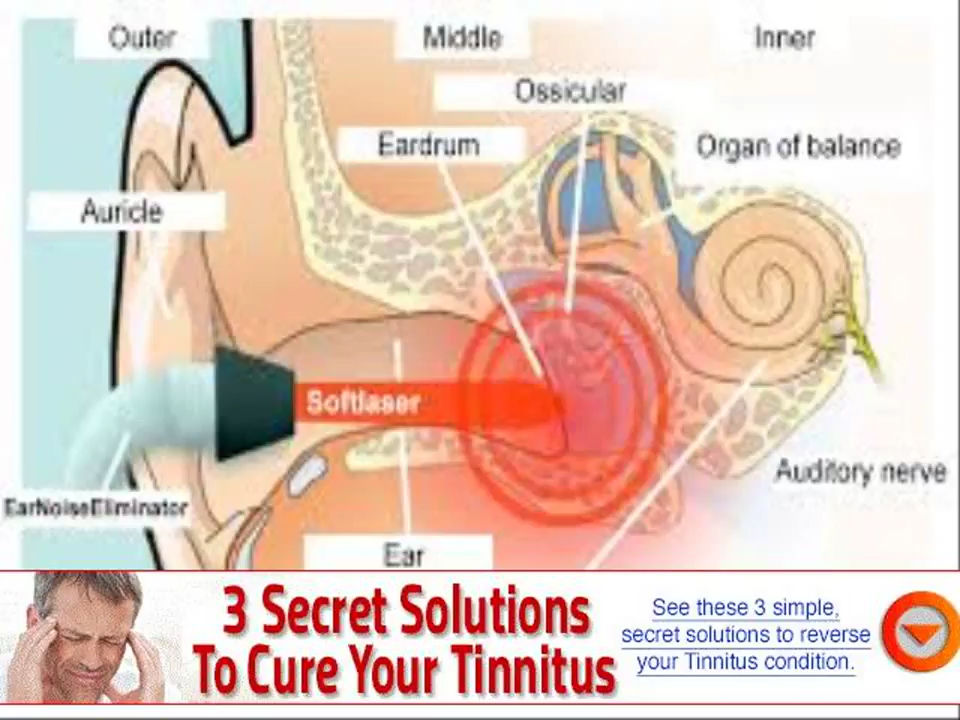 Outer
Middle
Inner
Ossicular
Eardrum
Organ of balance
Auricle
Softlaser
Auditory nerve
EarNoiseEliminator
Ear
3 Secret Solutions
To Cure Your Tinnitus
See these 3 simple,
secret solutions to reverse
your Tinnitus condition.